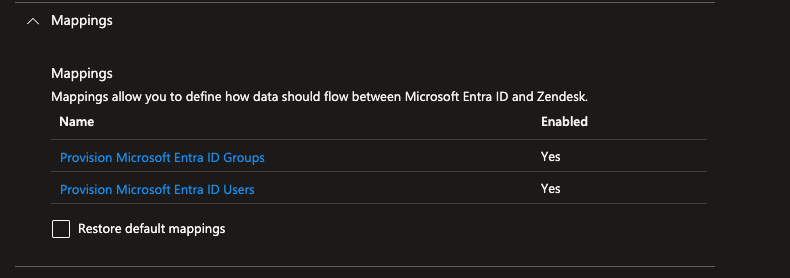 Mappings
Mappings
Mappings allow you to define how data should flow between Microsoft Entra ID and Zendesk.
Name Enabled
Provision Microsoft Entra ID Groups Yes
Provision Microsoft Entra ID Users Yes
Restore default mappings